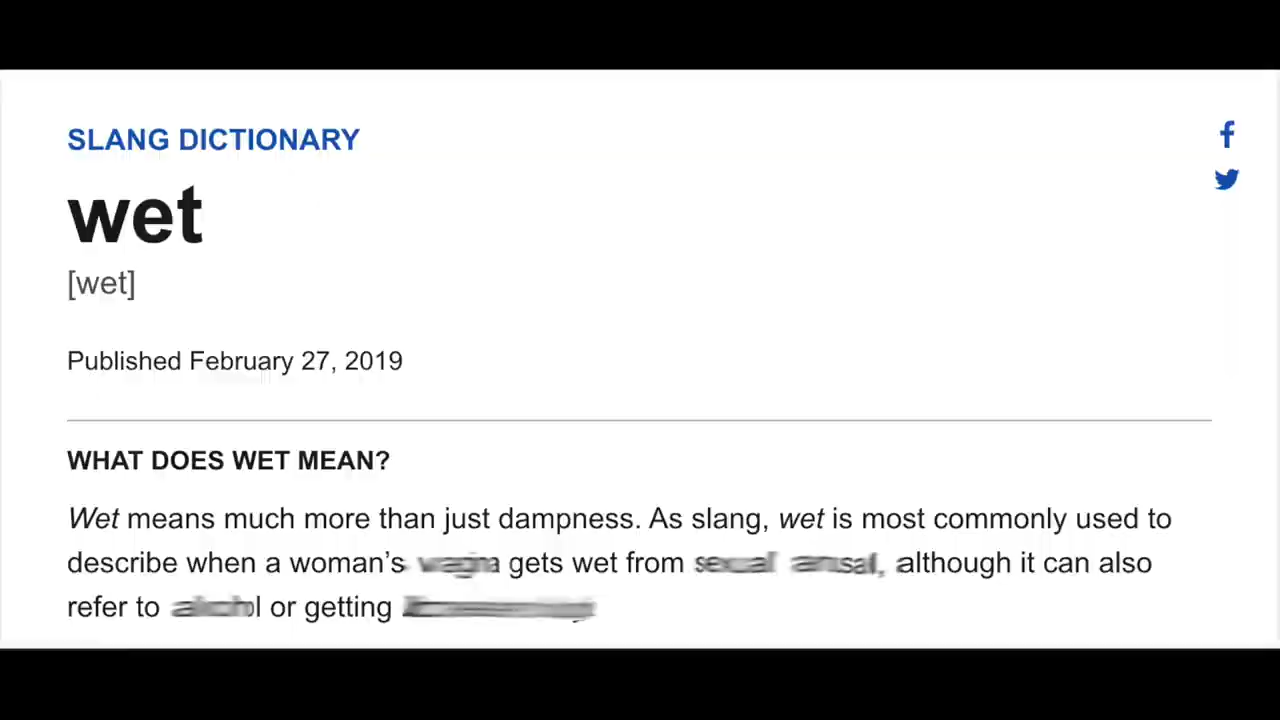 SLANG DICTIONARY
wet
[wet]
Published February 27, 2019
WHAT DOES WET MEAN?
Wet means much more than just dampness. As slang, wet is most commonly used to
describe when a woman's gets wet from although it can also
refer to or getting